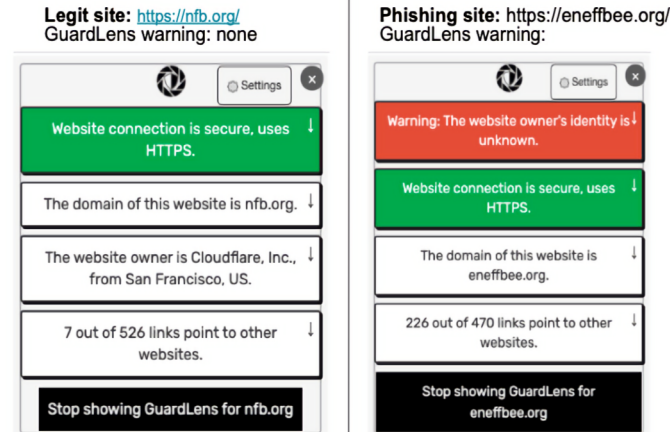 Legit site: https://nfb.org/
GuardLens warning: none
Settings
Website connection is secure, uses
HTTPS.
The domain of this website is nfb.org.
The website owner is Cloudflare, Inc.,
from San Francisco, US.
7 out of 526 links point to other
websites.
Stop showing GuardLens for nfb.org
Phishing site: https://eneffbee.org/
GuardLens warning:
Settings
Warning: The website owner's identity is
unknown.
Website connection is secure, uses
HTTPS.
The domain of this website is
eneffbee.org.
226 out of 470 links point to other
websites.
Stop showing GuardLens for
eneffbee.org